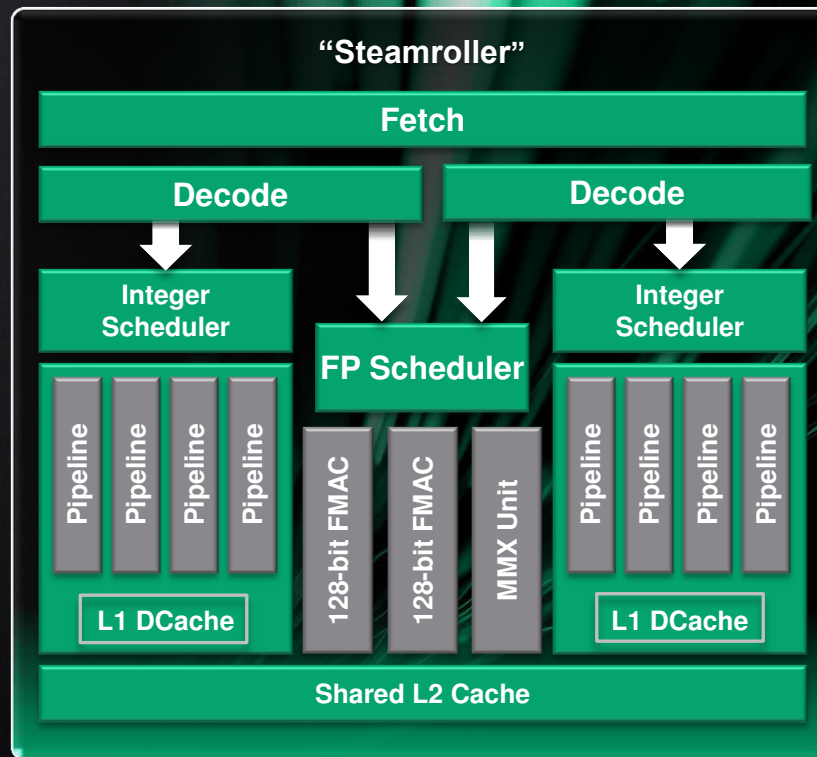 “Steamroller”
Fetch
Decode
Decode
Integer
Scheduler
FP Scheduler
Integer
Scheduler
Pipeline
Pipeline
Pipeline
Pipeline
L1 DCache
128-bit FMAC
128-bit FMAC
MMX Unit
Pipeline
Pipeline
Pipeline
Pipeline
L1 DCache
Shared L2 Cache